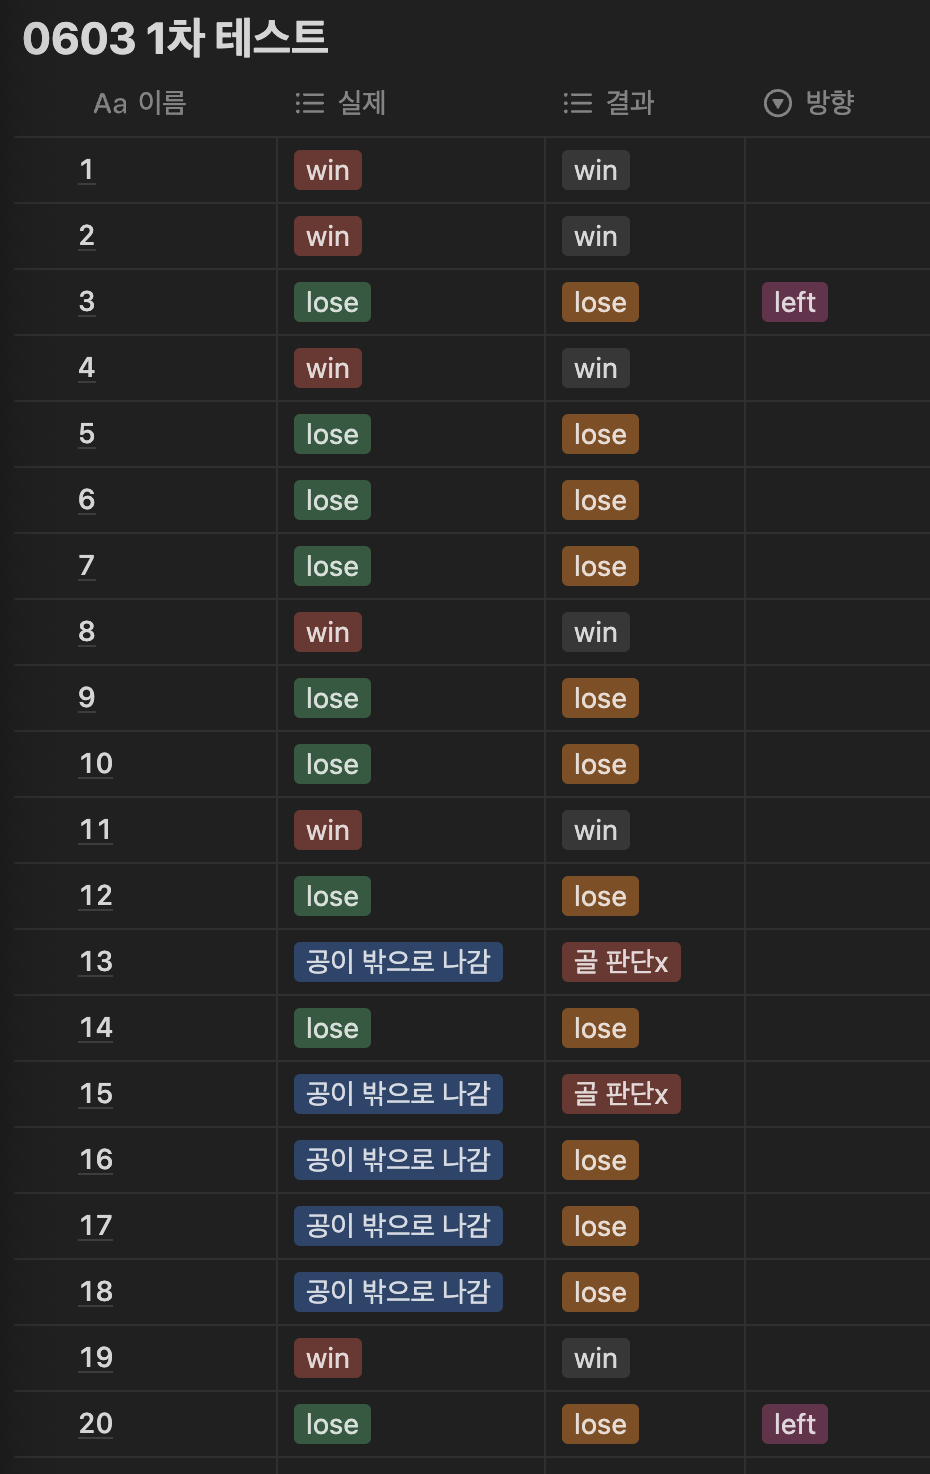 0603 1차 테스트
Aa 이름 실제 결과 방향
1 win win
2 win win
3 lose lose left
4 win win
5 lose lose
6 lose lose
7 lose lose
8 win win
9 lose lose
10 lose lose
11 win win
12 lose lose
13 공이 밖으로 나감 골 판단x
14 lose lose
15 공이 밖으로 나감 골 판단x
16 공이 밖으로 나감 lose
17 공이 밖으로 나감 lose
18 공이 밖으로 나감 lose
19 win win
20 lose lose left